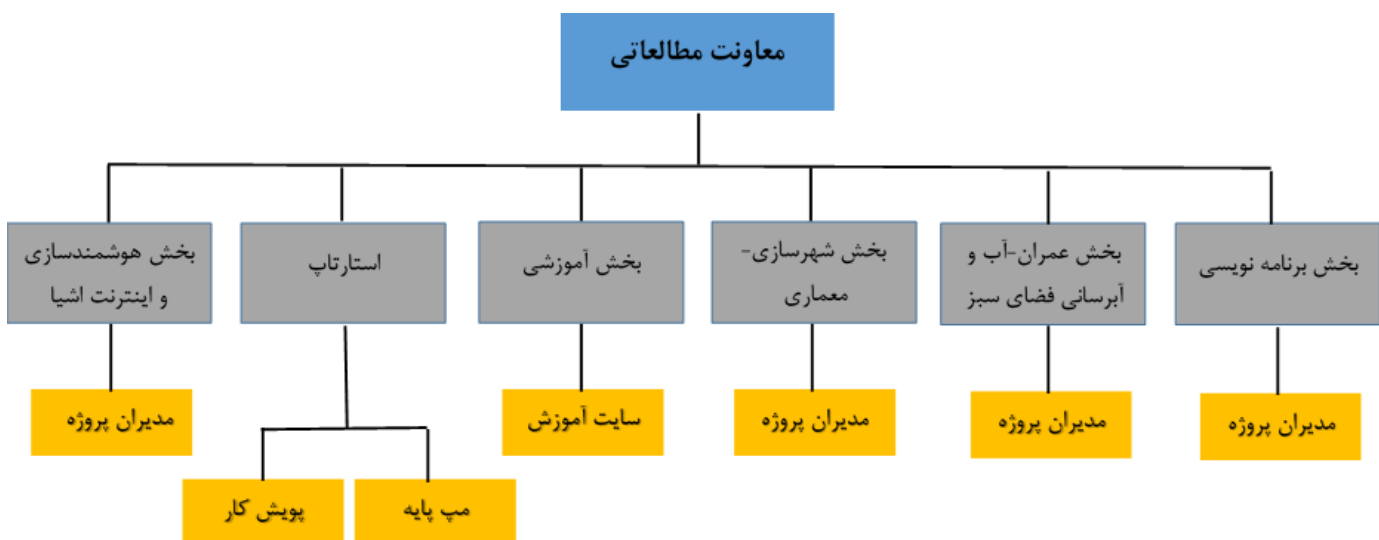 معاونت مطالعاتی
بخش برنامه نویسی
بخش عمران-آب و
آبرسانی فضای سبز
بخش شهرسازی-
معماری
بخش آموزشی
استارتاپ
بخش هوشمندسازی
و اینترنت اشیا
مدیران پروژه
مدیران پروژه
مدیران پروژه
سایت آموزش
مدیران پروژه
مپ پایه
پویش کار